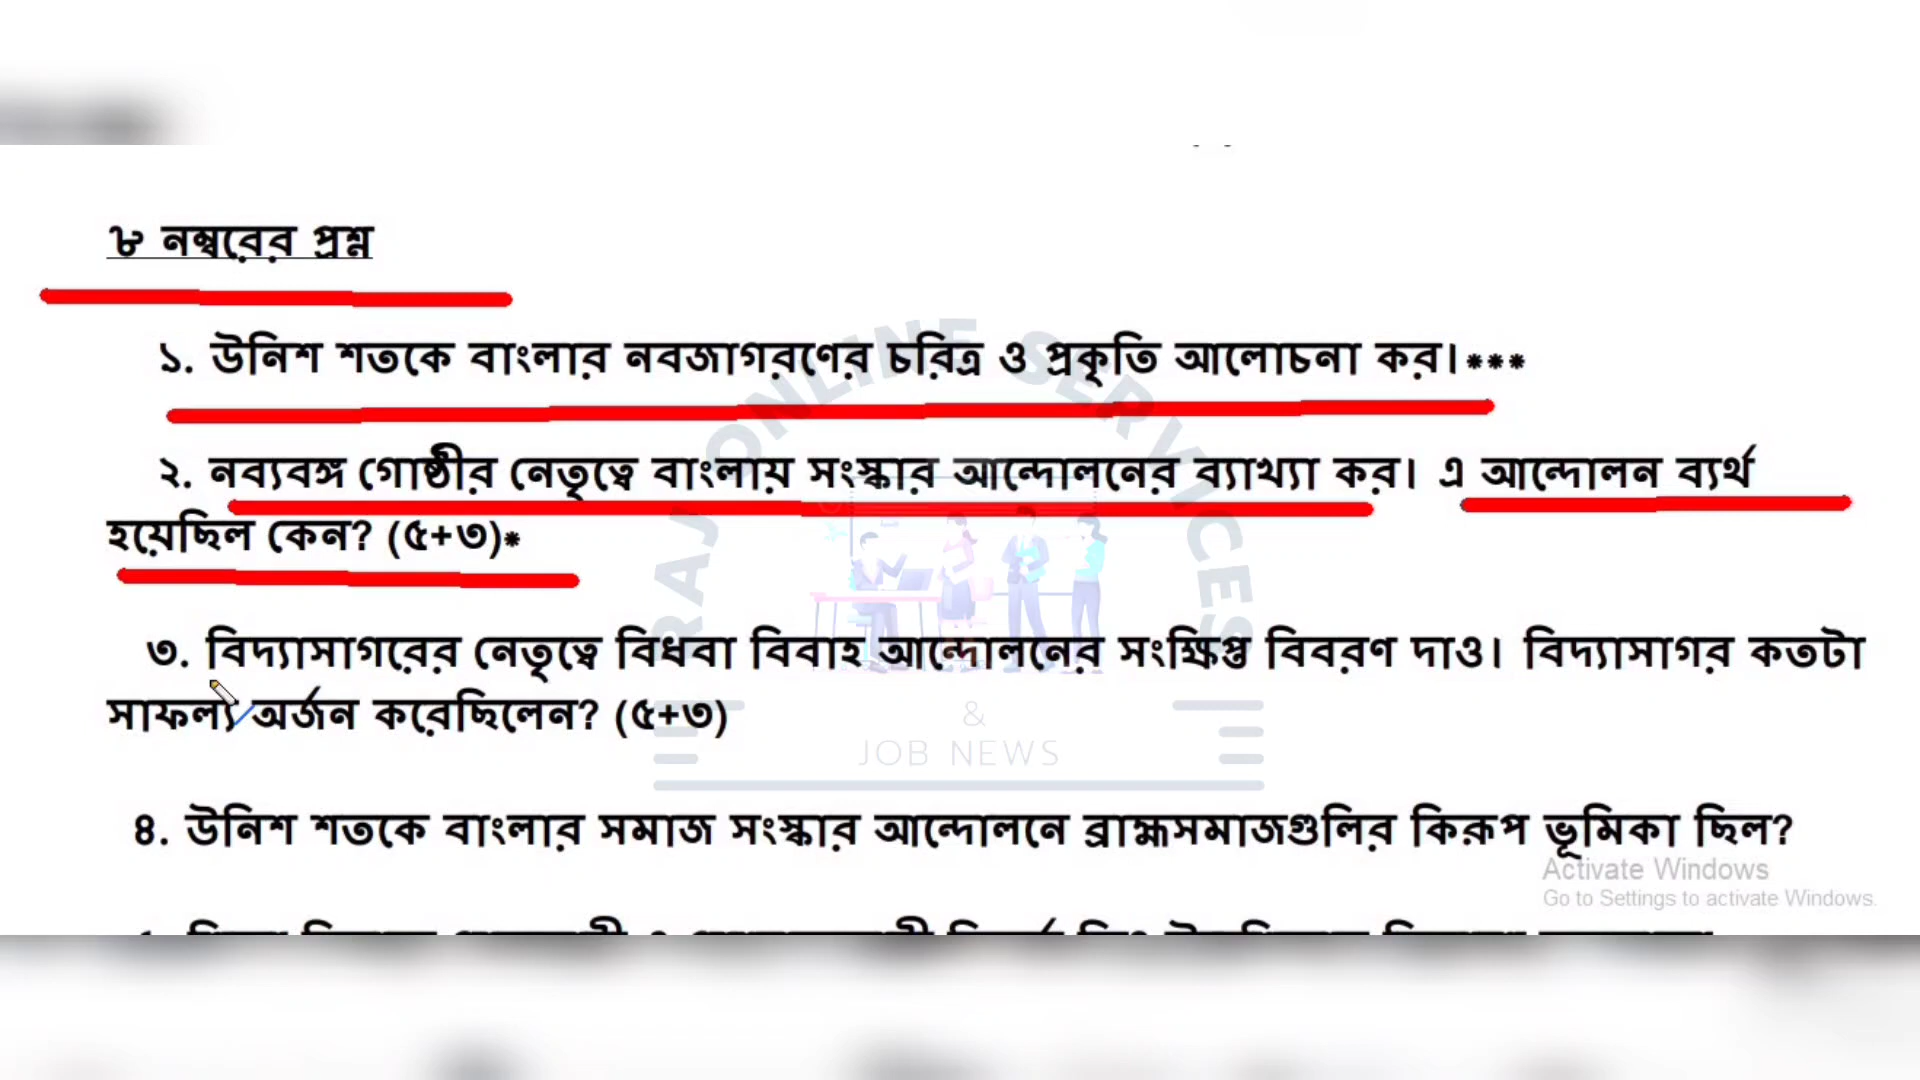 ৮ নম্বরের প্রশ্ন
১. উনিশ শতকে বাংলার নবজাগরণের চরিত্র ও প্রকৃতি আলোচনা কর।***
২. নব্যবঙ্গ গোষ্ঠীর নেতৃত্বে বাংলায় সংস্কার আন্দোলনের ব্যাখ্যা কর। এ আন্দোলন ব্যর্থ
হয়েছিল কেন? (৫+৩)*
৩. বিদ্যাসাগরের নেতৃত্বে বিধবা বিবাহ আন্দোলনের সংক্ষিপ্ত বিবরণ দাও। বিদ্যাসাগর কতটা
সাফল্য অর্জন করেছিলেন? (৫+৩)
৪. উনিশ শতকে বাংলার সমাজ সংস্কার আন্দোলনে ব্রাহ্মসমাজগুলির কিরূপ ভূমিকা ছিল?
RAJ ONLINE SERVICES
&
JOB NEWS
Activate Windows
Go to Settings to activate Windows.